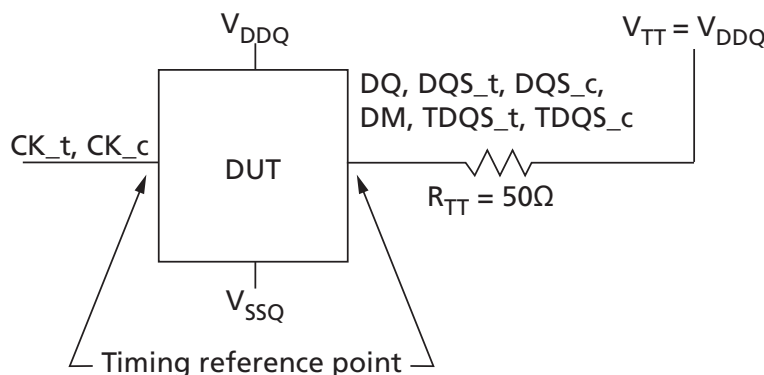 V_DDQ
V_TT = V_DDQ
DQ, DQS_t, DQS_c,
DM, TDQS_t, TDQS_c
CK_t, CK_c
DUT
R_TT = 50Ω
V_SSQ
Timing reference point